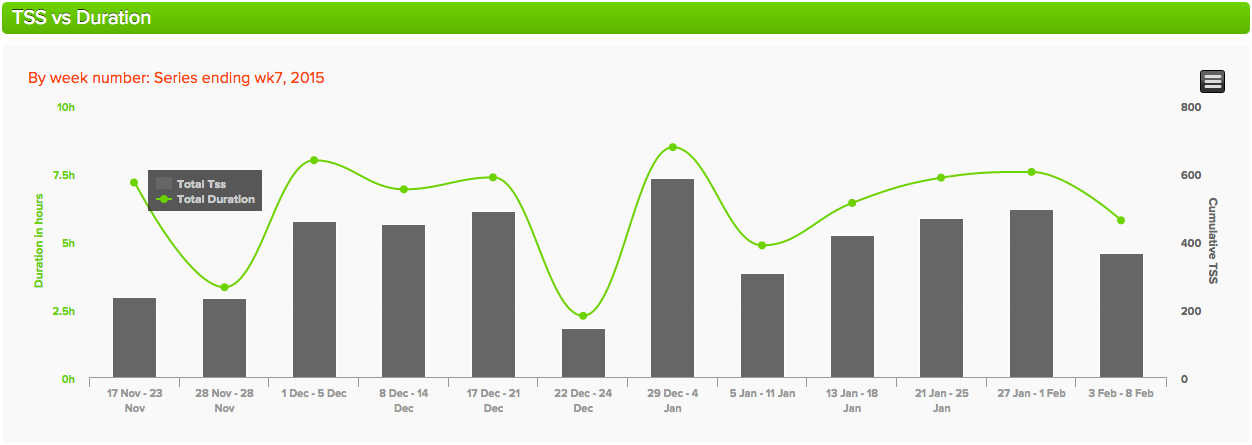 TSS vs Duration
By week number: Series ending wk7, 2015
10h
7.5h
5h
2.5h
0h
Duration in hours
Total Tss
Total Duration
800
600
400
200
0
Cumulative TSS
17 Nov - 23
Nov
28 Nov - 28
Nov
1 Dec - 5 Dec
8 Dec - 14
Dec
17 Dec - 21
Dec
22 Dec - 24
Dec
29 Dec - 4
Jan
5 Jan - 11 Jan
13 Jan - 18
Jan
21 Jan - 25
Jan
27 Jan - 1 Feb
3 Feb - 8 Feb